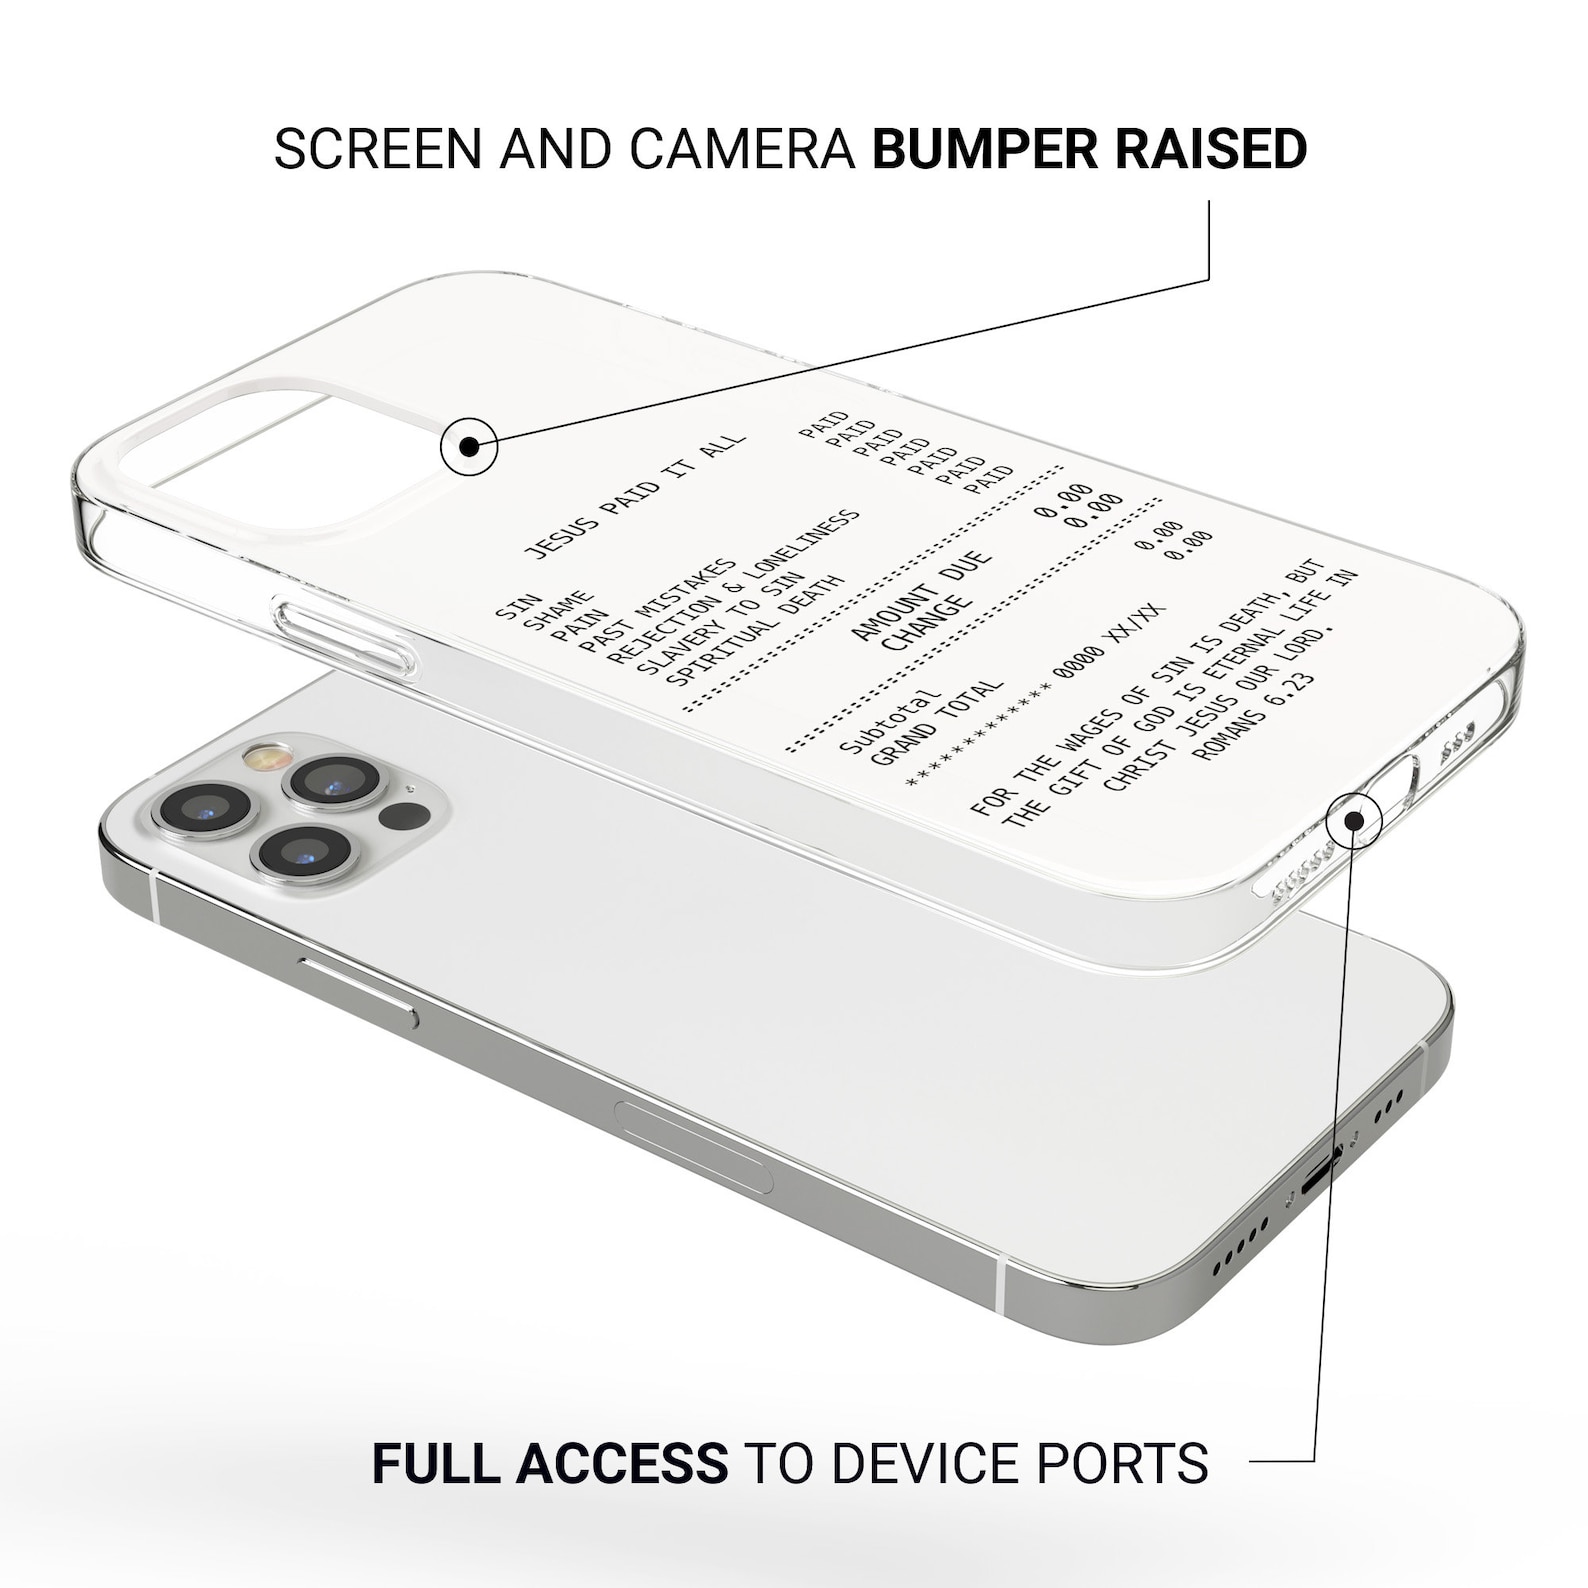 SCREEN AND CAMERA BUMPER RAISED
JESUS PAID IT ALL
SIN PAID
SHAME PAID
PAIN PAID
PAST MISTAKES PAID
REJECTION & LONELINESS PAID
SLAVERY TO SIN PAID
SPIRITUAL DEATH PAID
AMOUNT DUE 0.00
CHANGE 0.00
Subtotal 0.00
GRAND TOTAL 0.00
************ 0000 XX/XX
FOR THE WAGES OF SIN IS DEATH, BUT
THE GIFT OF GOD IS ETERNAL LIFE IN
CHRIST JESUS OUR LORD.
ROMANS 6.23
FULL ACCESS TO DEVICE PORTS